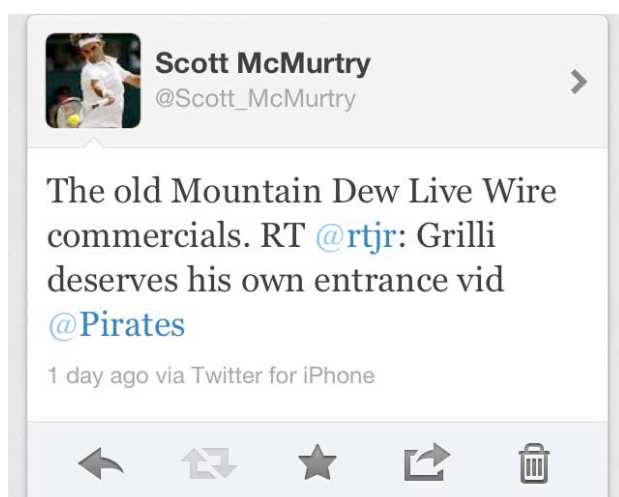 Scott McMurtry
@Scott_McMurtry
The old Mountain Dew Live Wire
commercials. RT @rtjr: Grilli
deserves his own entrance vid
@Pirates
1 day ago via Twitter for iPhone